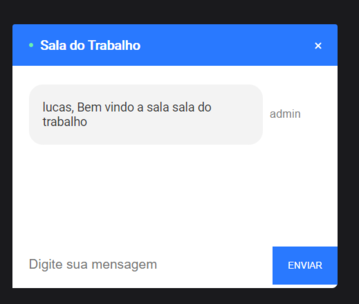 Sala do Trabalho ×
lucas, Bem vindo a sala sala do
trabalho
admin
Digite sua mensagem
ENVIAR